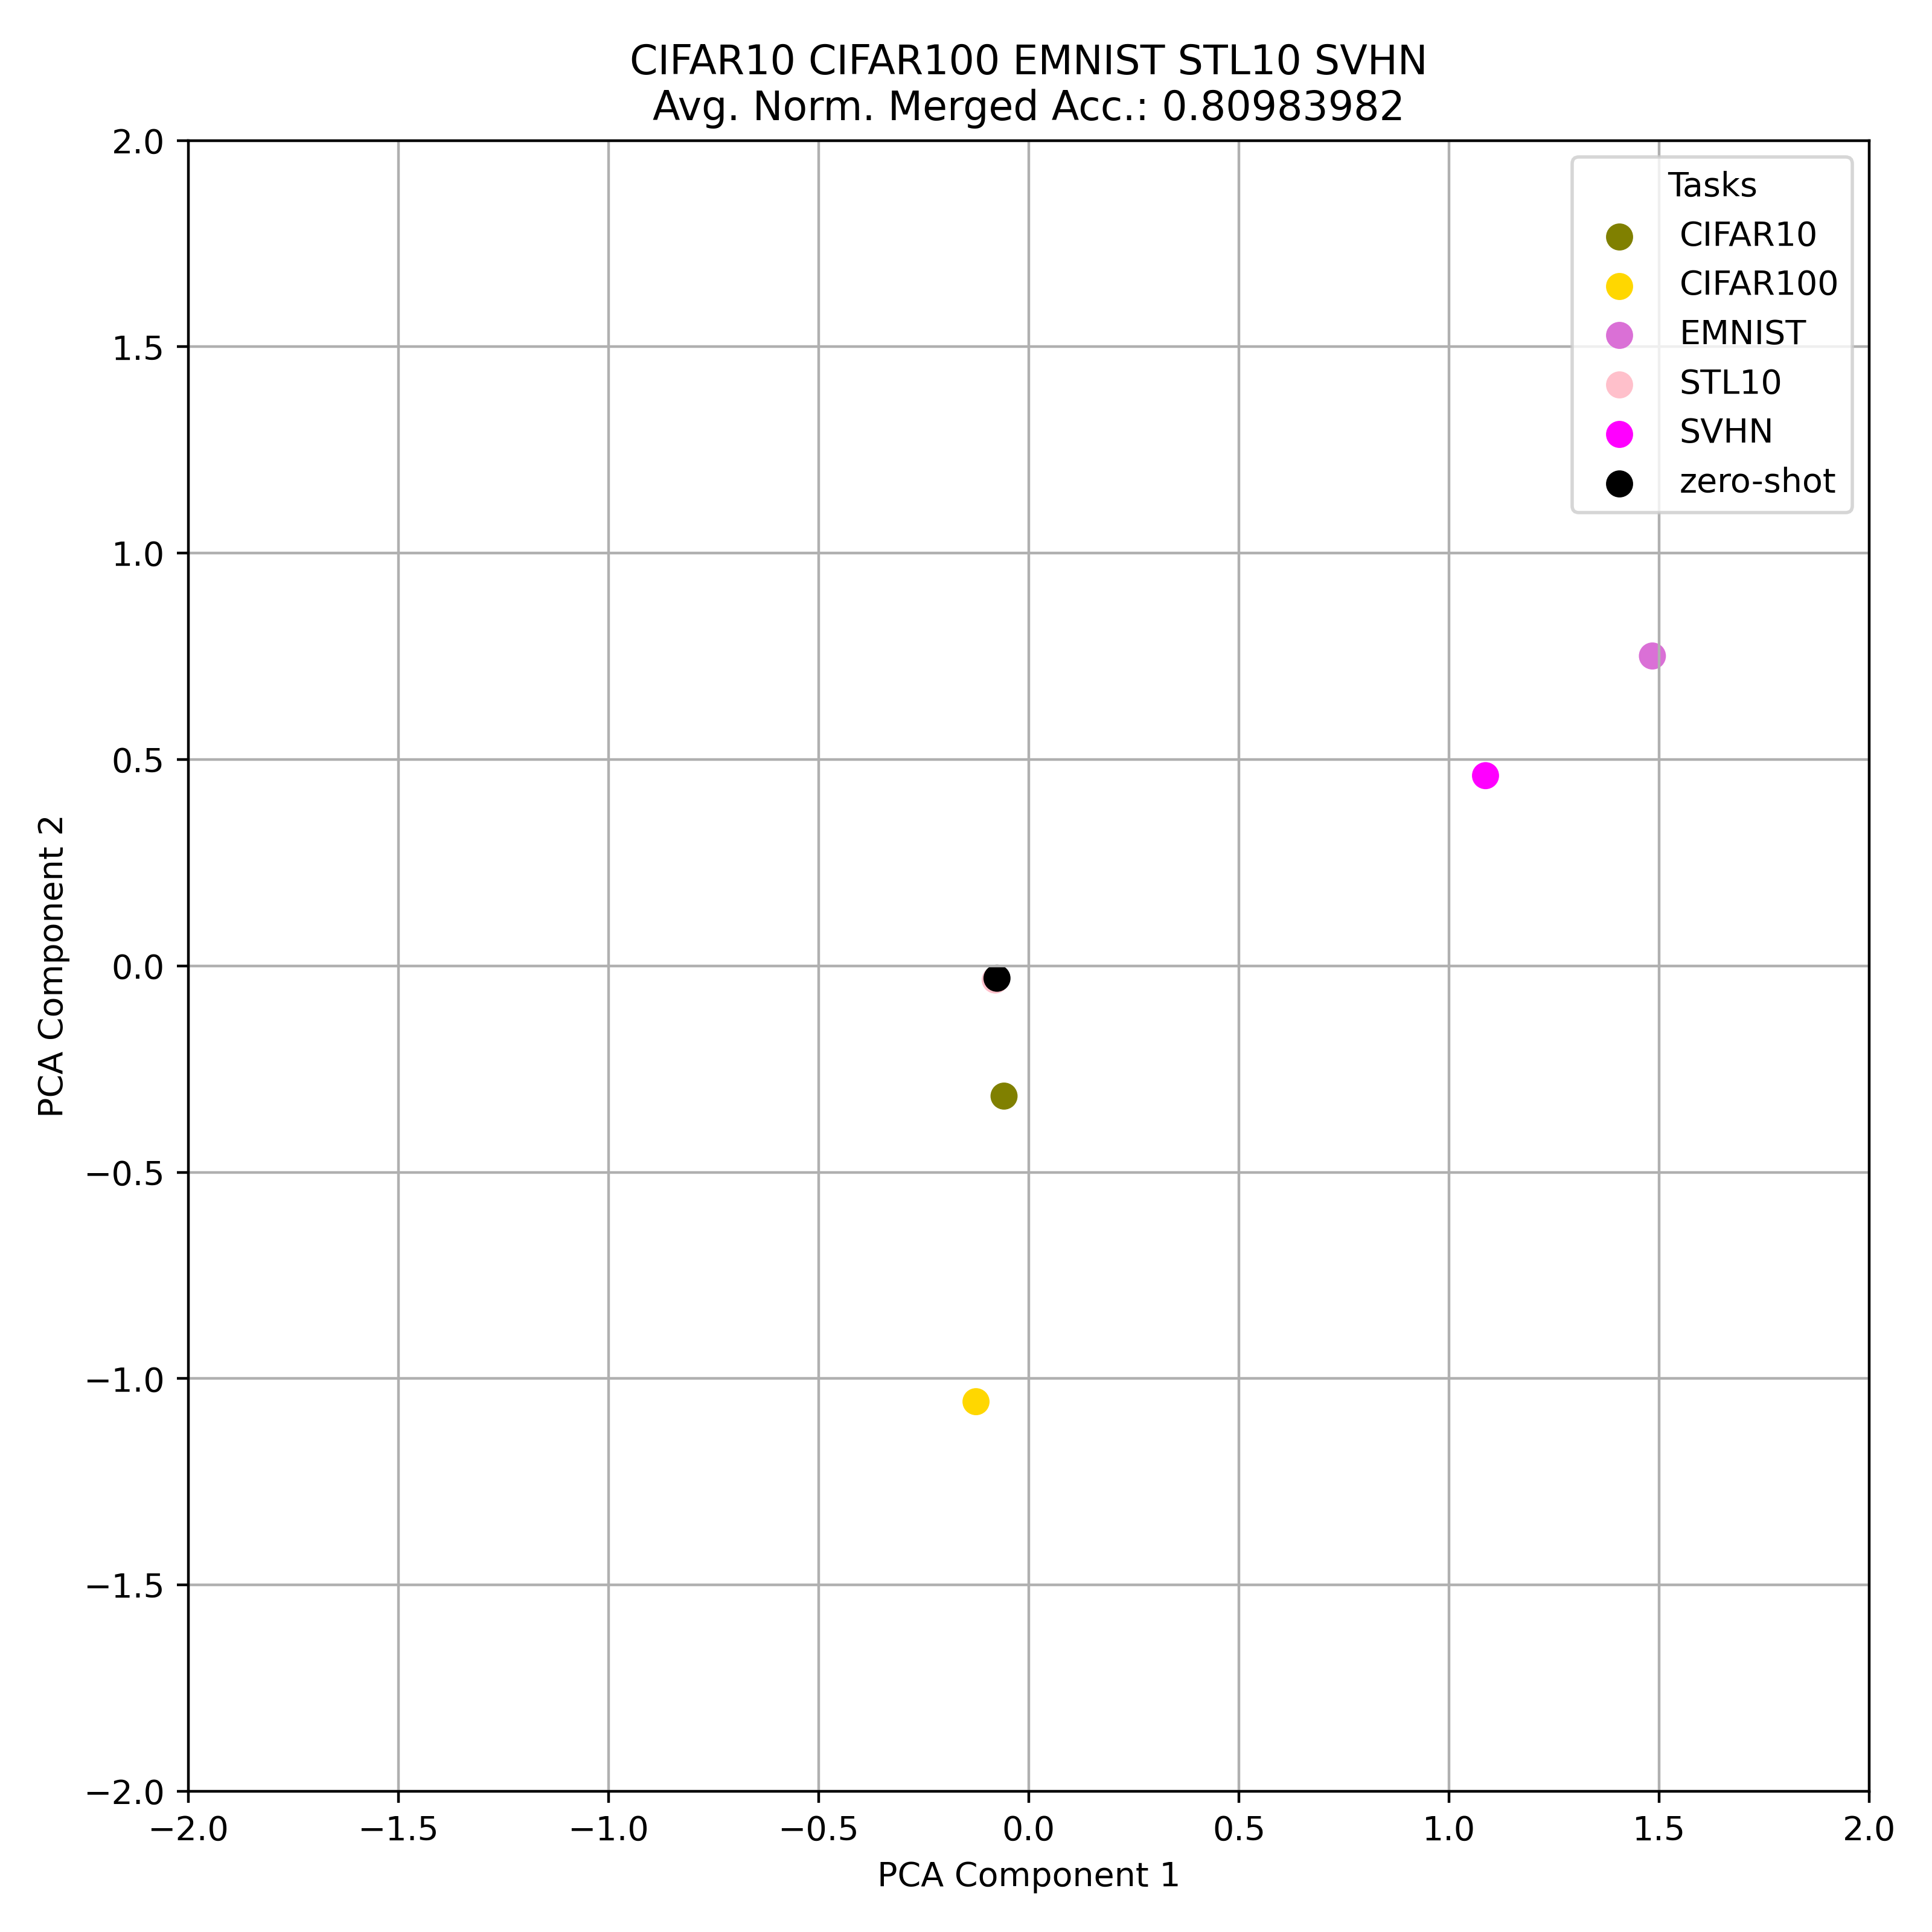 CIFAR10 CIFAR100 EMNIST STL10 SVHN
Avg. Norm. Merged Acc.: 0.80983982
Tasks
CIFAR10
CIFAR100
EMNIST
STL10
SVHN
zero-shot
2.0
1.5
1.0
0.5
0.0
−0.5
−1.0
−1.5
−2.0
PCA Component 2
−2.0 −1.5 −1.0 −0.5 0.0 0.5 1.0 1.5 2.0
PCA Component 1